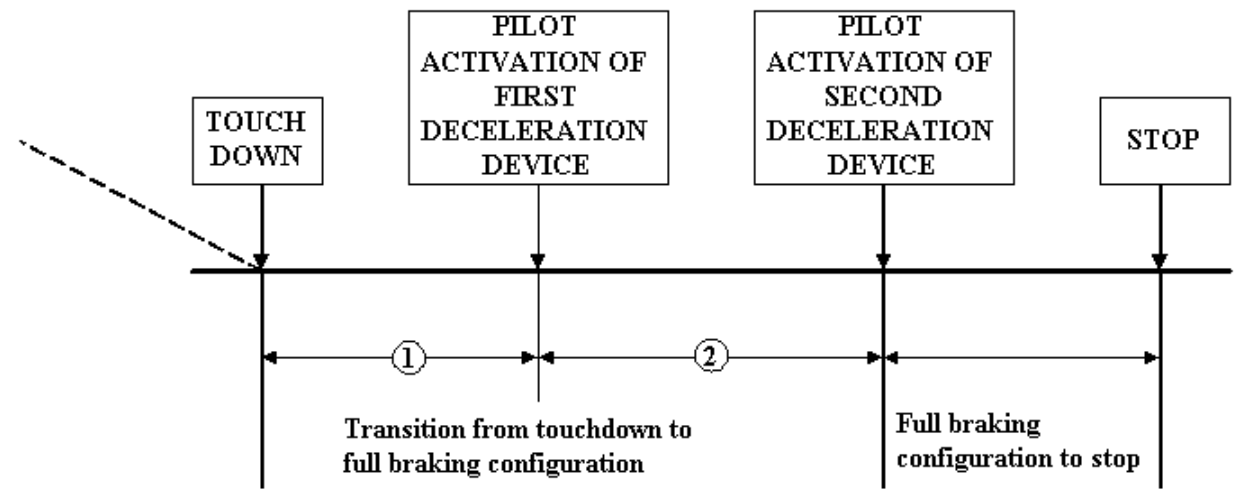 TOUCH
DOWN
PILOT
ACTIVATION OF
FIRST
DECELERATION
DEVICE
PILOT
ACTIVATION OF
SECOND
DECELERATION
DEVICE
STOP
1
2
Transition from touchdown to
full braking configuration
Full braking
configuration to stop